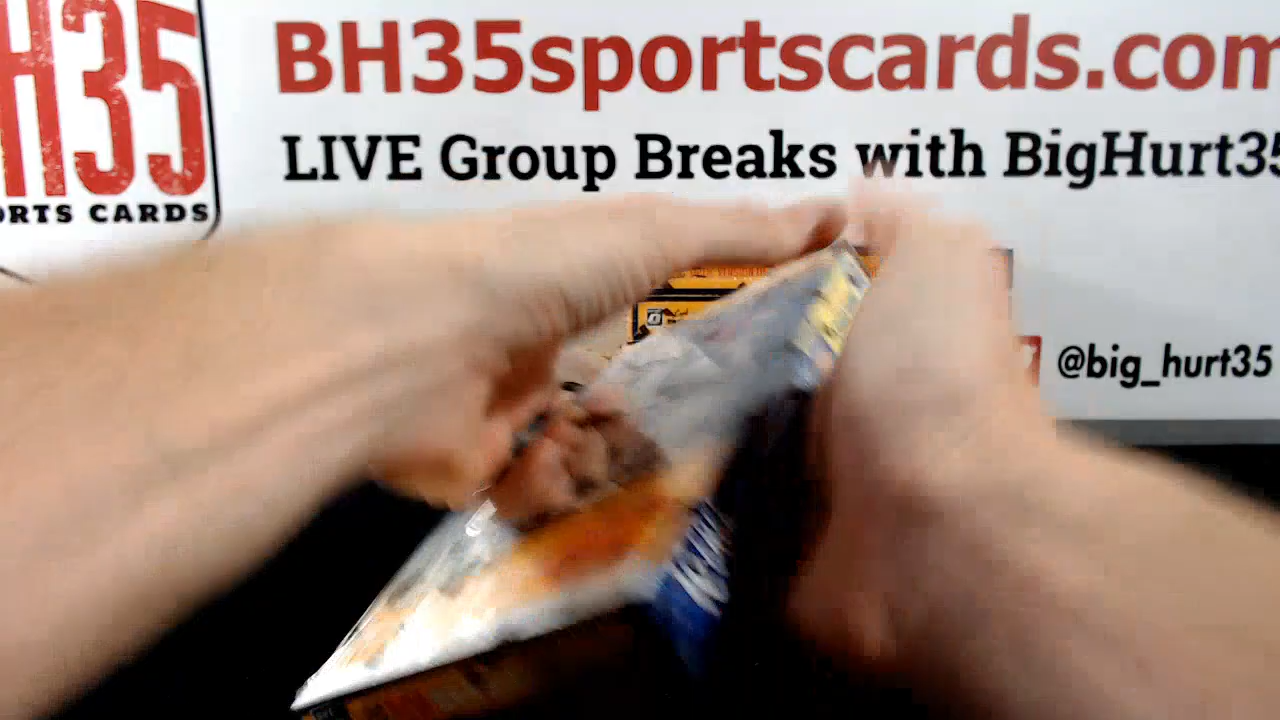 H35
ORTS CARDS
BH35sportscards.com
LIVE Group Breaks with BigHurt35
@big_hurt35